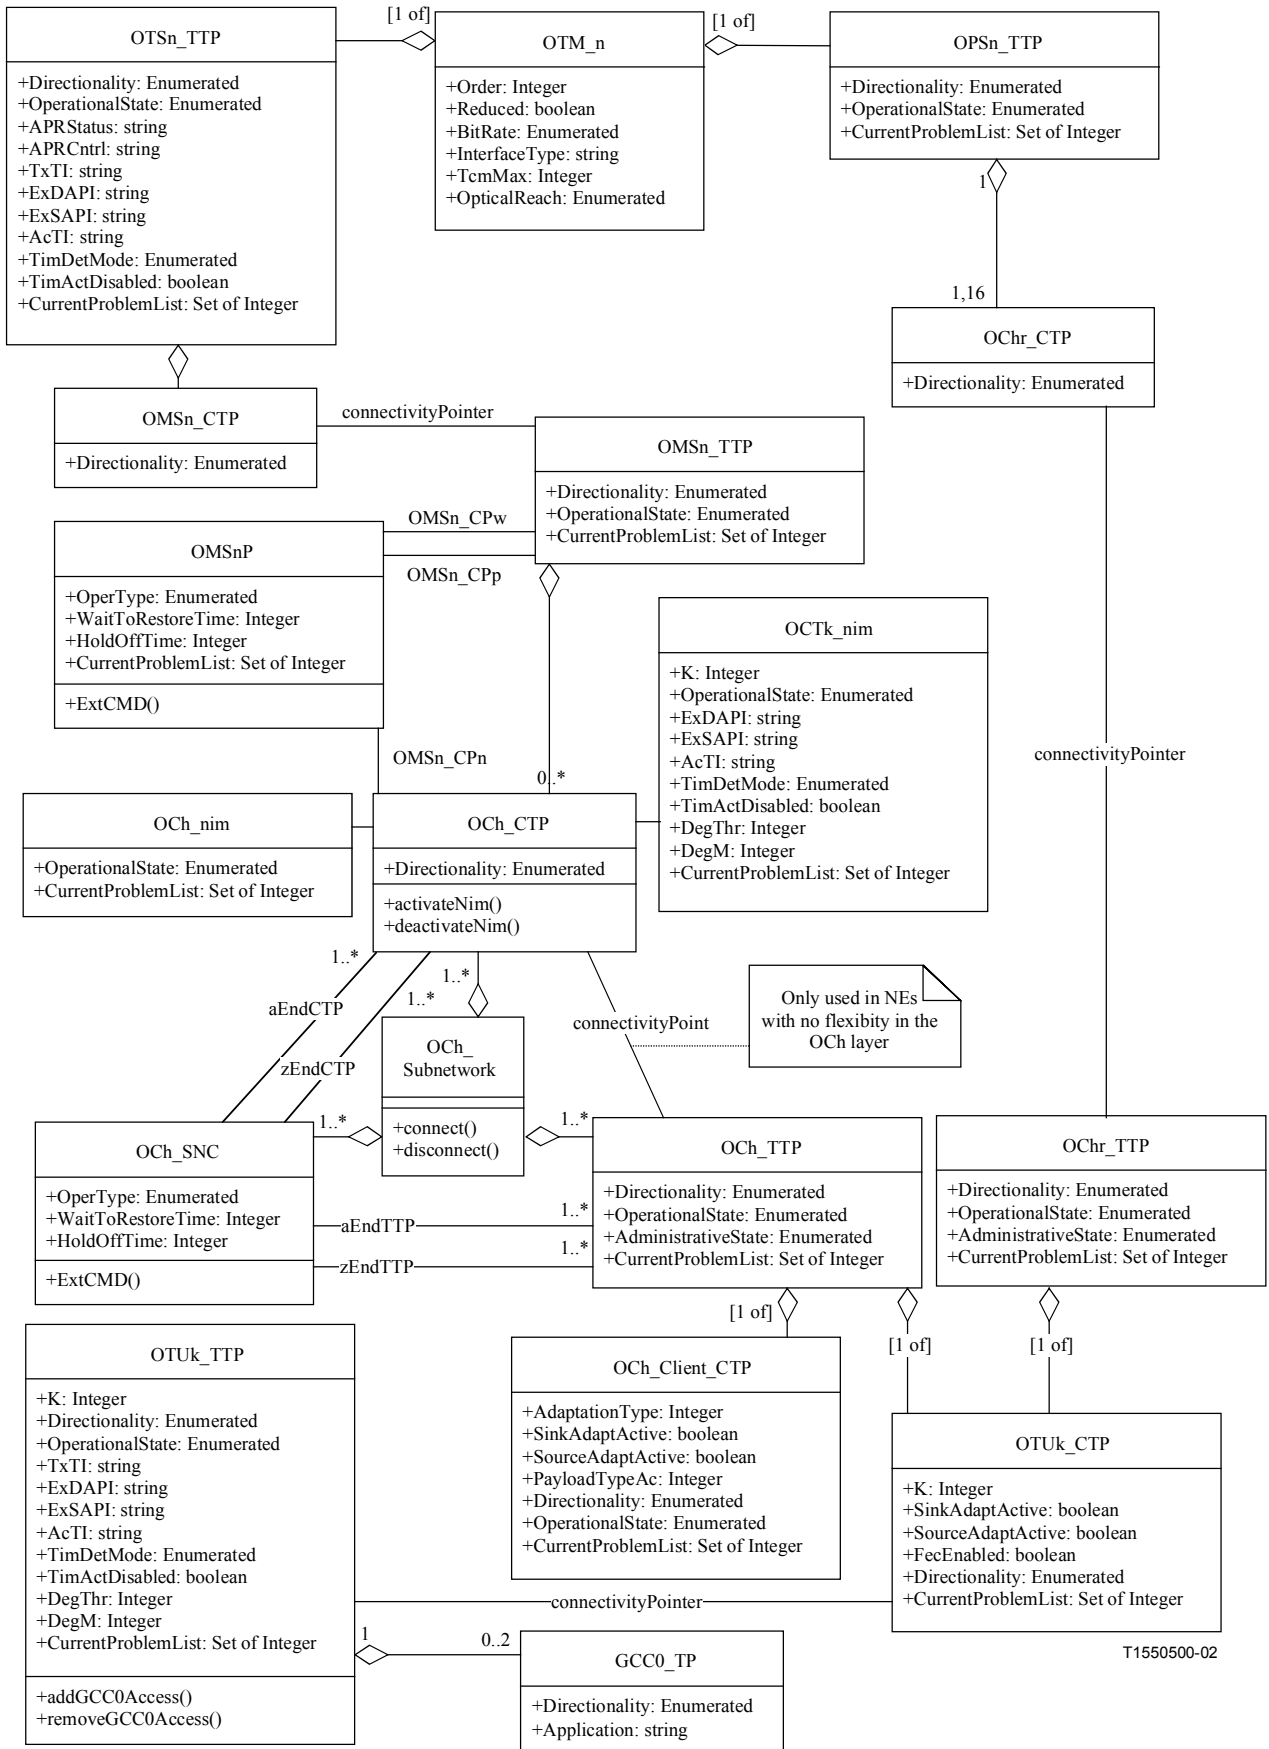 [1 of]
[1 of]
OTSn_TTP
+Directionality: Enumerated
+OperationalState: Enumerated
+APRStatus: string
+APRCntrl: string
+TxTI: string
+ExDAPI: string
+ExSAPI: string
+AcTI: string
+TimDetMode: Enumerated
+TimActDisabled: boolean
+CurrentProblemList: Set of Integer
OTM_n
+Order: Integer
+Reduced: boolean
+BitRate: Enumerated
+InterfaceType: string
+TcmMax: Integer
+OpticalReach: Enumerated
OPSn_TTP
+Directionality: Enumerated
+OperationalState: Enumerated
+CurrentProblemList: Set of Integer
1
1,16
OChr_CTP
+Directionality: Enumerated
OMSn_CTP
+Directionality: Enumerated
connectivityPointer
OMSn_TTP
+Directionality: Enumerated
+OperationalState: Enumerated
+CurrentProblemList: Set of Integer
OMSn_CPw
OMSn_CPp
OMSnP
+OperType: Enumerated
+WaitToRestoreTime: Integer
+HoldOffTime: Integer
+CurrentProblemList: Set of Integer
+ExtCMD()
OMSn_CPn
0..*
OCTk_nim
+K: Integer
+OperationalState: Enumerated
+ExDAPI: string
+ExSAPI: string
+AcTI: string
+TimDetMode: Enumerated
+TimActDisabled: boolean
+DegThr: Integer
+DegM: Integer
+CurrentProblemList: Set of Integer
connectivityPointer
OCh_nim
+OperationalState: Enumerated
+CurrentProblemList: Set of Integer
OCh_CTP
+Directionality: Enumerated
+activateNim()
+deactivateNim()
1..*
1..*
1..*
aEndCTP
zEndCTP
connectivityPoint
Only used in NEs
with no flexibity in the
OCh layer
OCh_
Subnetwork
+connect()
+disconnect()
1..*
1..*
OCh_SNC
+OperType: Enumerated
+WaitToRestoreTime: Integer
+HoldOffTime: Integer
+ExtCMD()
aEndTTP
1..*
zEndTTP
1..*
OCh_TTP
+Directionality: Enumerated
+OperationalState: Enumerated
+AdministrativeState: Enumerated
+CurrentProblemList: Set of Integer
OChr_TTP
+Directionality: Enumerated
+OperationalState: Enumerated
+AdministrativeState: Enumerated
+CurrentProblemList: Set of Integer
[1 of]
[1 of]
[1 of]
OTUk_TTP
+K: Integer
+Directionality: Enumerated
+OperationalState: Enumerated
+TxTI: string
+ExDAPI: string
+ExSAPI: string
+AcTI: string
+TimDetMode: Enumerated
+TimActDisabled: boolean
+DegThr: Integer
+DegM: Integer
+CurrentProblemList: Set of Integer
+addGCC0Access()
+removeGCC0Access()
OCh_Client_CTP
+AdaptationType: Integer
+SinkAdaptActive: boolean
+SourceAdaptActive: boolean
+PayloadTypeAc: Integer
+Directionality: Enumerated
+OperationalState: Enumerated
+CurrentProblemList: Set of Integer
OTUk_CTP
+K: Integer
+SinkAdaptActive: boolean
+SourceAdaptActive: boolean
+FecEnabled: boolean
+Directionality: Enumerated
+CurrentProblemList: Set of Integer
connectivityPointer
1
0..2
GCC0_TP
+Directionality: Enumerated
+Application: string
T1550500-02